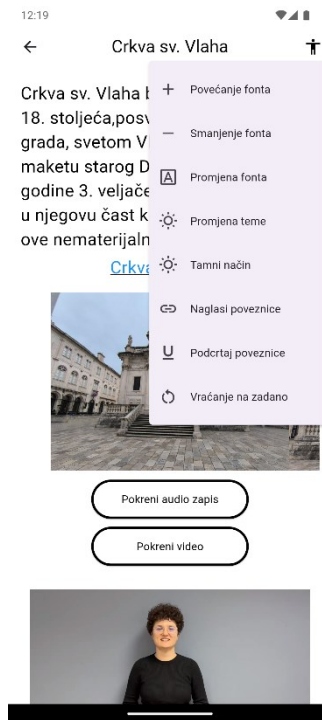 12:19
Crkva sv. Vlaha
Crkva sv. Vlaha
18. stoljeća,posv
grada, svetom V
maketu starog D
godine 3. veljače
u njegovu čast k
ove nematerijaln
Crkva
Povećanje fonta
Smanjenje fonta
A Promjena fonta
Promjena teme
Tamni način
Naglasi poveznice
U Podcrtaj poveznice
Vraćanje na zadano
Pokreni audio zapis
Pokreni video